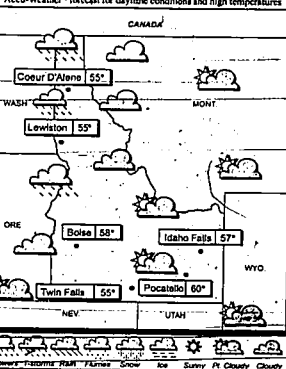 Accu-Weather forecast for daytime conditions and high temperatures
CANADA
Coeur D'Alene 55°
WASH
MONT.
Lewiston 55°
ORE
Boise 58°
Idaho Falls 57°
WYO.
Twin Falls 55°
Pocatello 60°
NEV. UTAH
Showers T-storms Rain Flurries Snow Ice Sunny Pt. Cloudy Cloudy